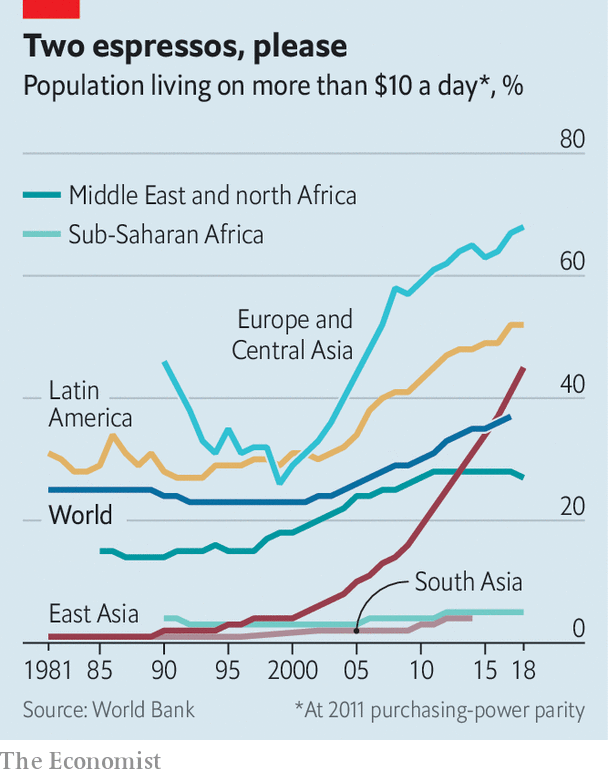 Two espressos, please
Population living on more than $10 a day*, %
80
Middle East and north Africa
Sub-Saharan Africa
60
Europe and
Central Asia
Latin
America
40
World
20
South Asia
East Asia
0
1981 85 90 95 2000 05 10 15 18
Source: World Bank *At 2011 purchasing-power parity
The Economist